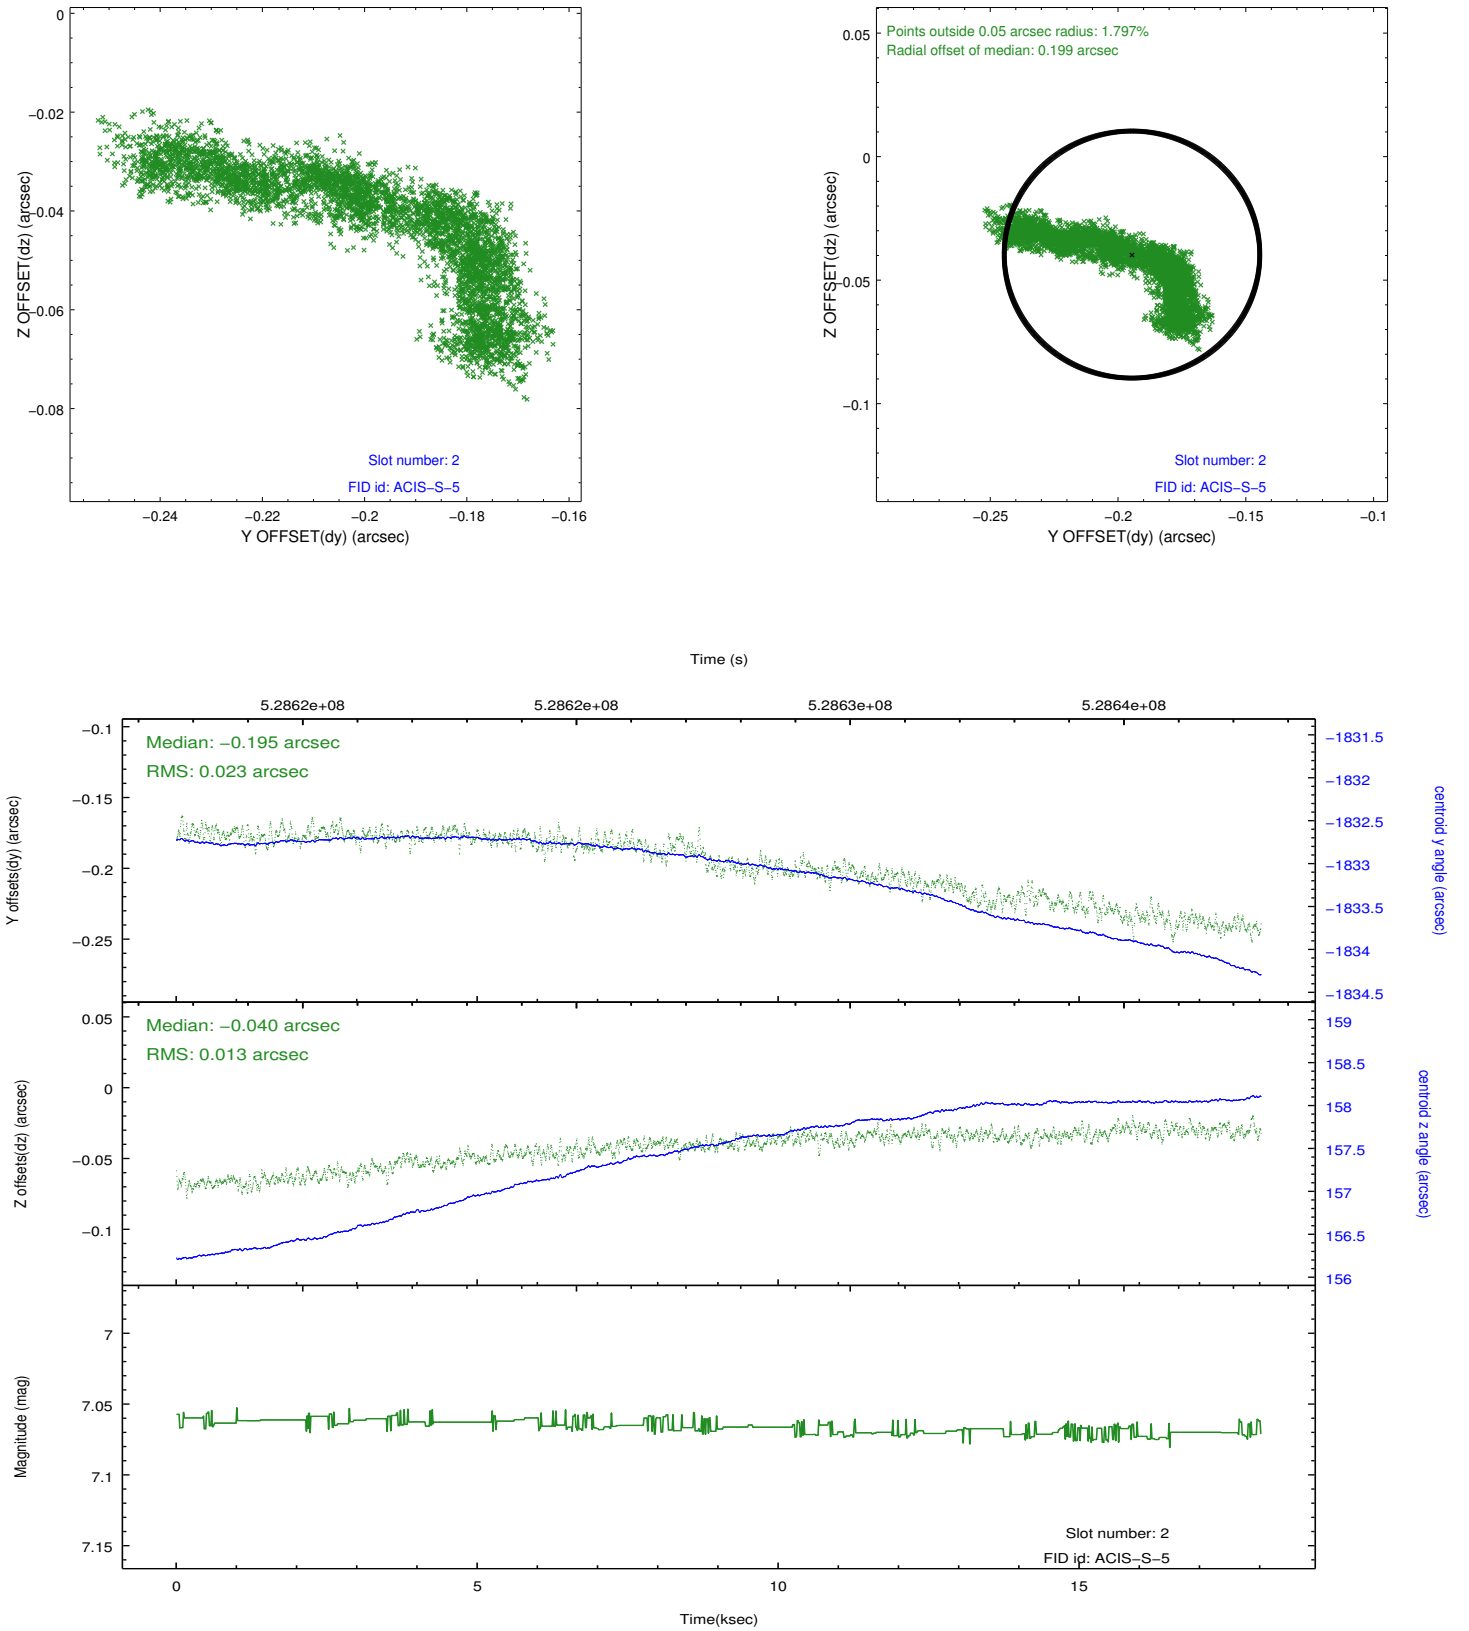 0
−0.02
−0.04
−0.06
−0.08
Z OFFSET(dz) (arcsec)
Slot number: 2
FID id: ACIS−S−5
−0.24
−0.22
−0.2
−0.18
−0.16
Y OFFSET(dy) (arcsec)
Points outside 0.05 arcsec radius: 1.797%
Radial offset of median: 0.199 arcsec
0.05
0
−0.05
−0.1
Z OFFSET(dz) (arcsec)
Slot number: 2
FID id: ACIS−S−5
−0.25
−0.2
−0.15
−0.1
Y OFFSET(dy) (arcsec)
Time (s)
5.2862e+08
5.2862e+08
5.2863e+08
5.2864e+08
Median: −0.195 arcsec
RMS: 0.023 arcsec
−0.1
−0.15
−0.2
−0.25
Y offsets(dy) (arcsec)
−1831.5
−1832
−1832.5
−1833
−1833.5
−1834
−1834.5
centroid y angle (arcsec)
Median: −0.040 arcsec
RMS: 0.013 arcsec
0.05
0
−0.05
−0.1
Z offsets(dz) (arcsec)
159
158.5
158
157.5
157
156.5
156
centroid z angle (arcsec)
7
7.05
7.1
7.15
Magnitude (mag)
Slot number: 2
FID id: ACIS−S−5
0
5
10
15
Time(ksec)